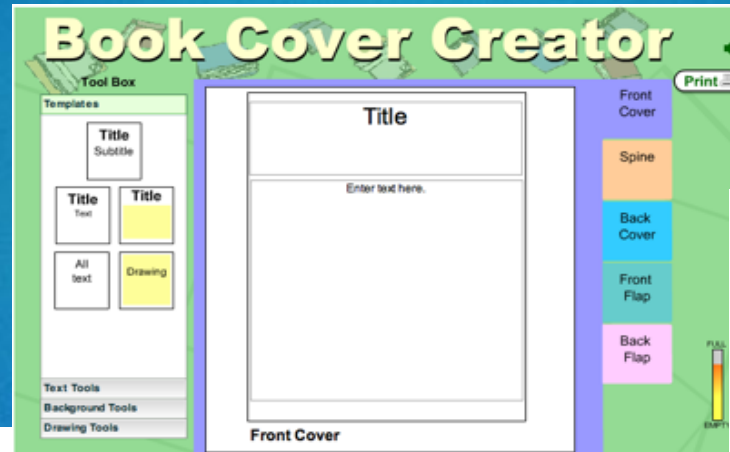 Book Cover Creator
Tool Box
Templates
Title
Subtitle
Title
Text
Title
All
text
Drawing
Text Tools
Background Tools
Drawing Tools
Title
Enter text here.
Front Cover
Front
Cover
Spine
Back
Cover
Front
Flap
Back
Flap
Print
FULL
EMPTY